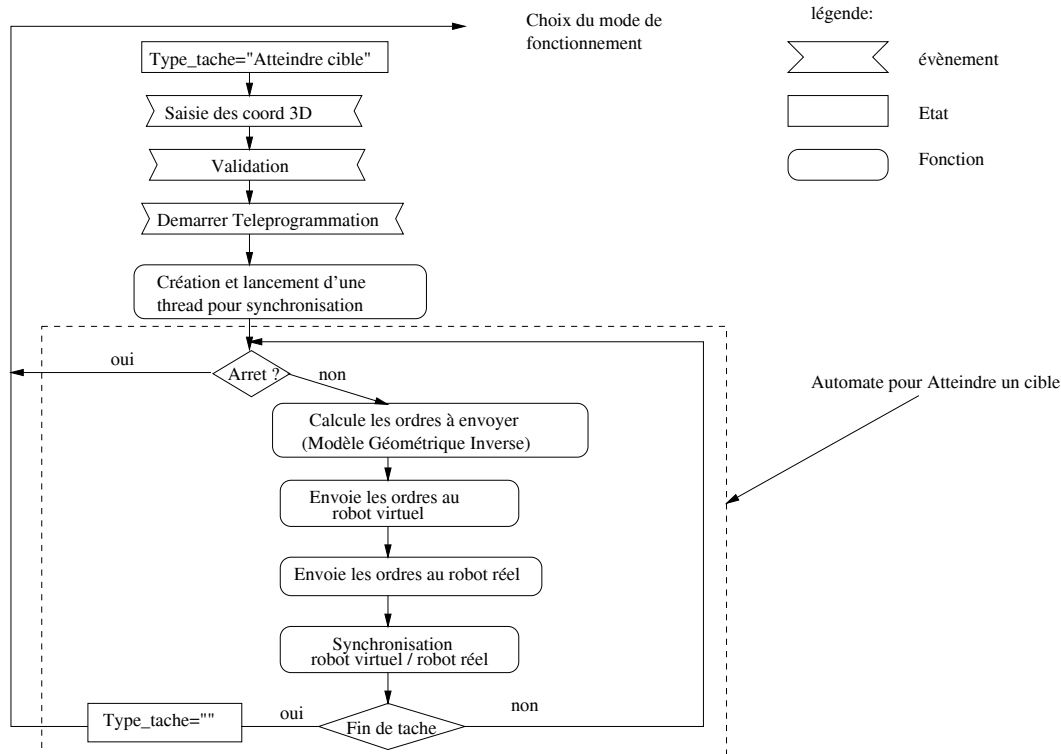 Choix du mode de
fonctionnement
légende:
évènement
Etat
Fonction
Type_tache="Atteindre cible"
Saisie des coord 3D
Validation
Demarrer Teleprogrammation
Création et lancement d'une
thread pour synchronisation
oui
Arret ?
non
Automate pour Atteindre un cible
Calcule les ordres à envoyer
(Modèle Géométrique Inverse)
Envoie les ordres au
robot virtuel
Envoie les ordres au robot réel
Synchronisation
robot virtuel / robot réel
Type_tache=""
oui
Fin de tache
non